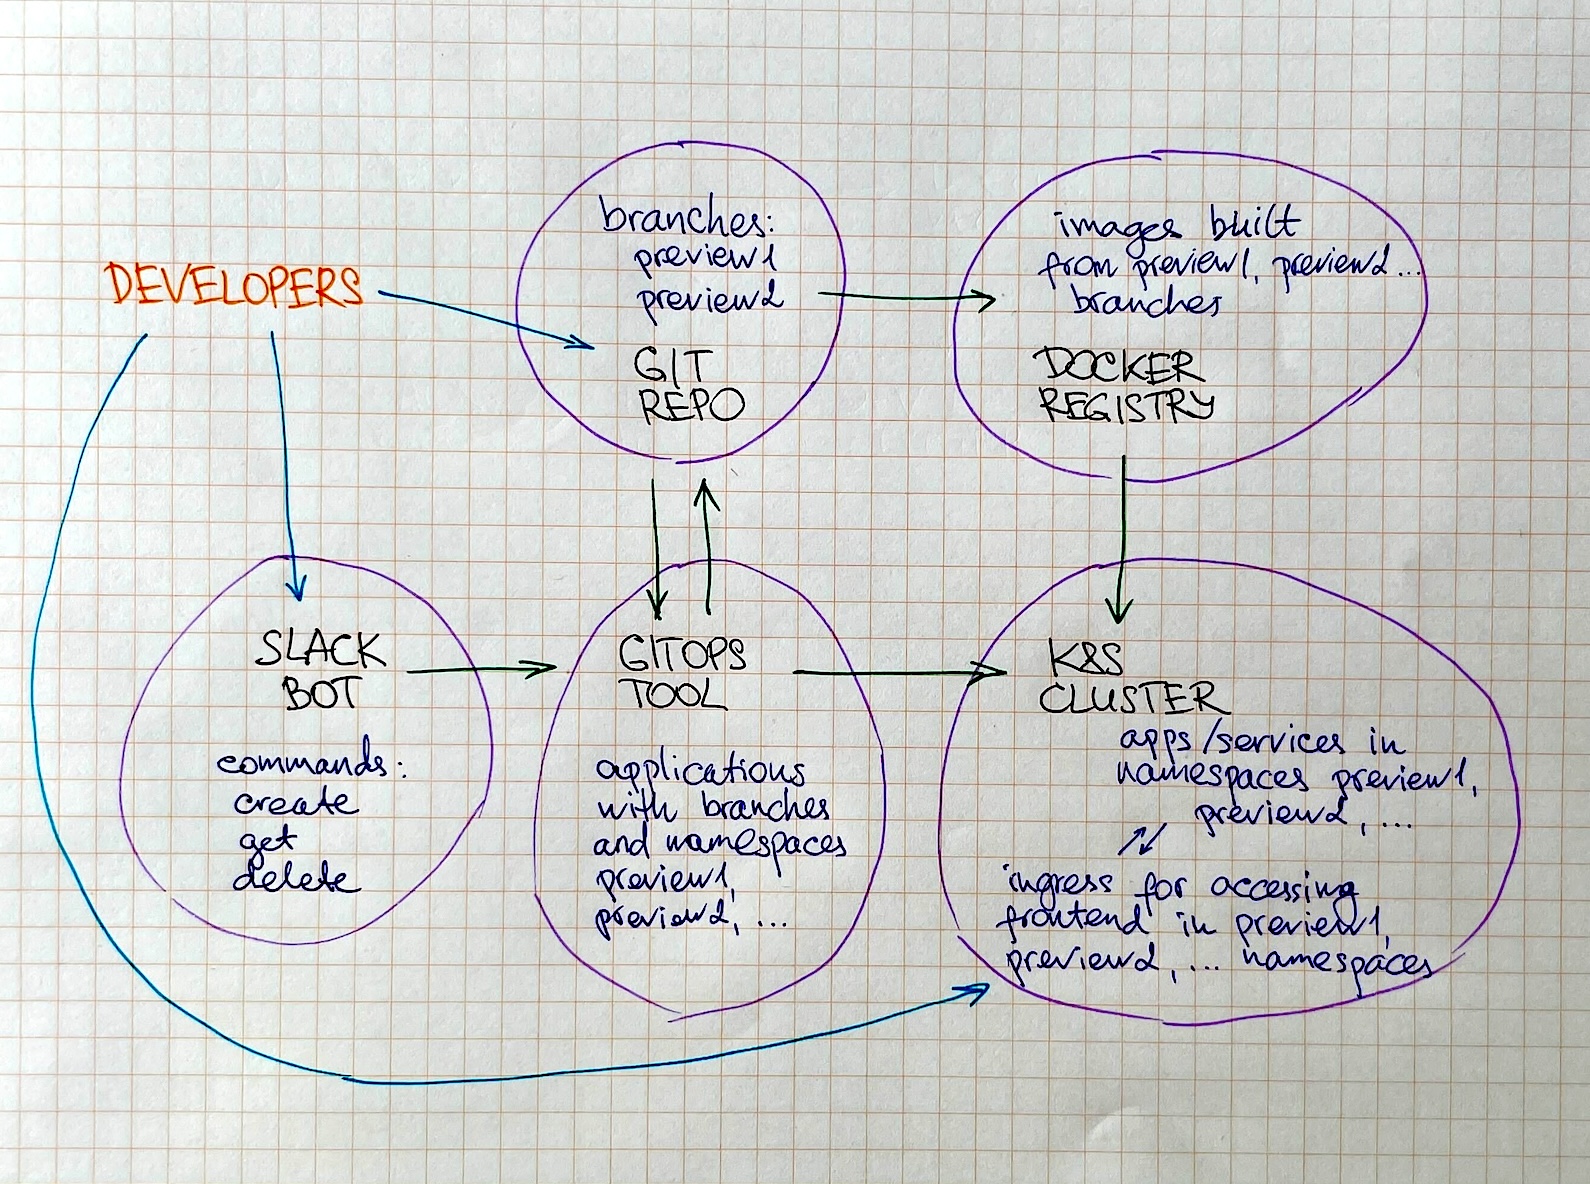 DEVELOPERS
branches:
preview1
preview2
GIT
REPO
images built
from preview1, preview2...
branches
DOCKER
REGISTRY
SLACK
BOT
commands:
create
get
delete
GITOPS
TOOL
applications
with branches
and namespaces
preview1,
preview2, ...
K8S
CLUSTER
apps/services in
namespaces preview1,
preview2, ...
ingress for accessing
frontend in preview1,
preview2, ... namespaces